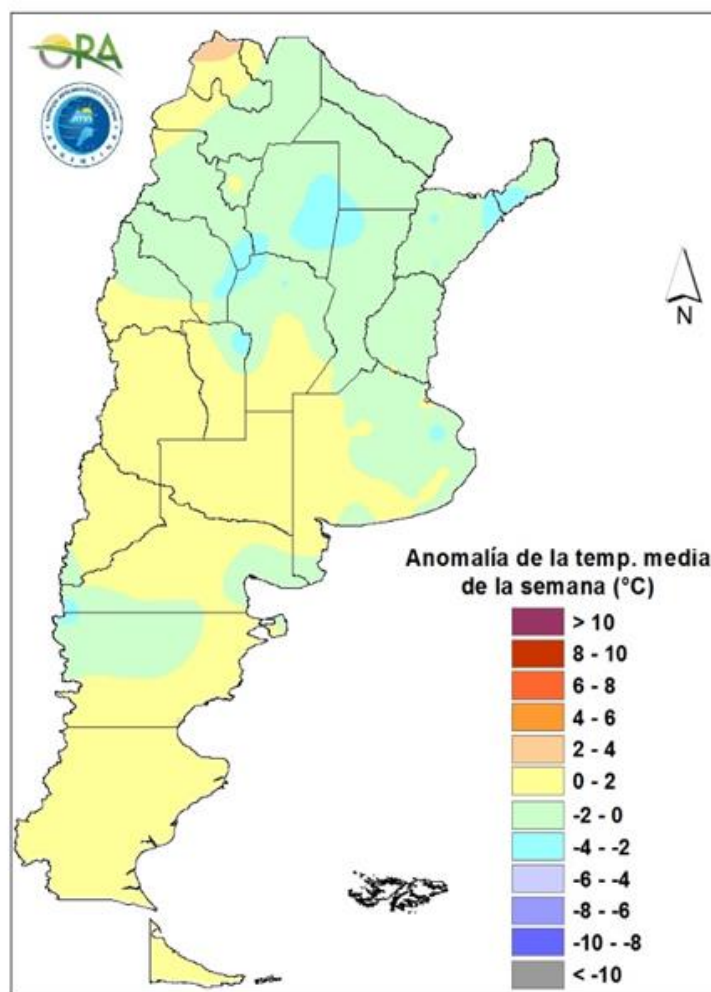 ORA
N
Anomalía de la temp. media
de la semana (°C)
> 10
8 - 10
6 - 8
4 - 6
2 - 4
0 - 2
-2 - 0
-4 - -2
-6 - -4
-8 - -6
-10 - -8
< -10